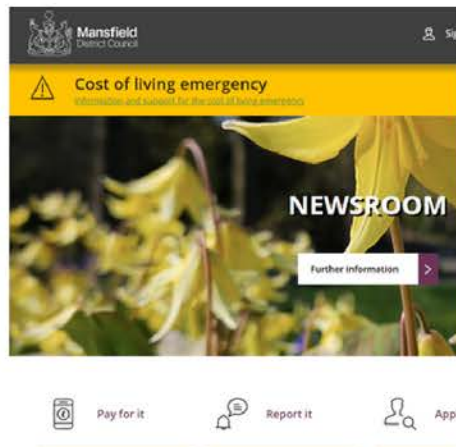 Mansfield
District Council
Cost of living emergency
Information and support for the cost of living emergency
NEWSROOM
Further information
Pay for it
Report it
App